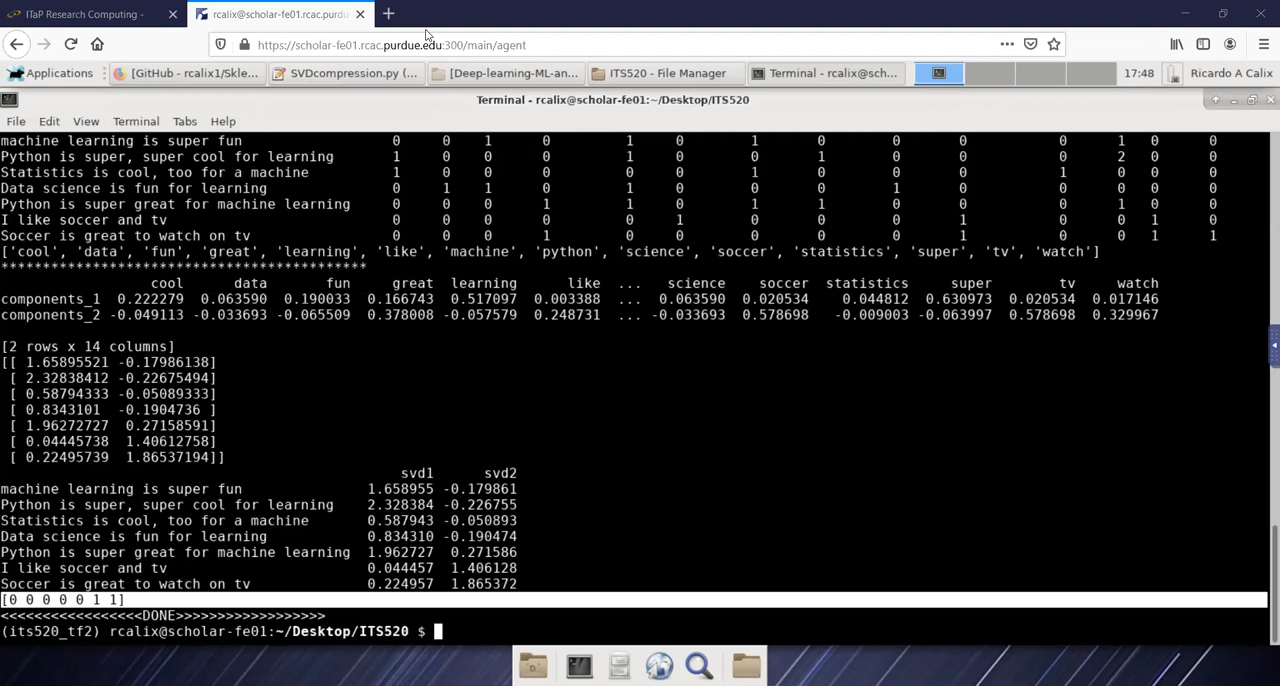 ITaP Research Computing -
rcalix@scholar-fe01.rcac.purdu
https://scholar-fe01.rcac.purdue.edu:300/main/agent
Applications
[GitHub - rcalix1/Skle...
SVDcompression.py (...
[Deep-learning-ML-an...
ITS520 - File Manager
Terminal - rcalix@sch...
17:48
Ricardo A Calix
Terminal - rcalix@scholar-fe01:~/Desktop/ITS520
File Edit View Terminal Tabs Help
machine learning is super fun 0 0 1 0 1 0 1 0 0 0 0 1 0 0
Python is super, super cool for learning 1 0 0 0 1 0 0 1 0 0 0 2 0 0
Statistics is cool, too for a machine 1 0 0 0 0 0 1 0 0 0 1 0 0 0
Data science is fun for learning 0 1 1 0 1 0 0 0 1 0 0 0 0 0
Python is super great for machine learning 0 0 0 1 1 0 1 1 0 0 0 1 0 0
I like soccer and tv 0 0 0 0 0 1 0 0 0 1 0 0 1 0
Soccer is great to watch on tv 0 0 0 1 0 0 0 0 0 1 0 0 1 1
['cool', 'data', 'fun', 'great', 'learning', 'like', 'machine', 'python', 'science', 'soccer', 'statistics', 'super', 'tv', 'watch']
********************************************
cool data fun great learning like ... science soccer statistics super tv watch
components_1 0.222279 0.063590 0.190033 0.166743 0.517097 0.003388 ... 0.063590 0.020534 0.044812 0.630973 0.020534 0.017146
components_2 -0.049113 -0.033693 -0.065509 0.378008 -0.057579 0.248731 ... -0.033693 0.578698 -0.009003 -0.063997 0.578698 0.329967
[2 rows x 14 columns]
[[ 1.65895521 -0.17986138]
[ 2.32838412 -0.22675494]
[ 0.58794333 -0.05089333]
[ 0.8343101 -0.1904736 ]
[ 1.96272727 0.27158591]
[ 0.04445738 1.40612758]
[ 0.22495739 1.86537194]]
svd1 svd2
machine learning is super fun 1.658955 -0.179861
Python is super, super cool for learning 2.328384 -0.226755
Statistics is cool, too for a machine 0.587943 -0.050893
Data science is fun for learning 0.834310 -0.190474
Python is super great for machine learning 1.962727 0.271586
I like soccer and tv 0.044457 1.406128
Soccer is great to watch on tv 0.224957 1.865372
[0 0 0 0 0 1 1]
<<<<<<<<<<<<<<<<<DONE>>>>>>>>>>>>>>>>>>
(its520_tf2) rcalix@scholar-fe01:~/Desktop/ITS520 $